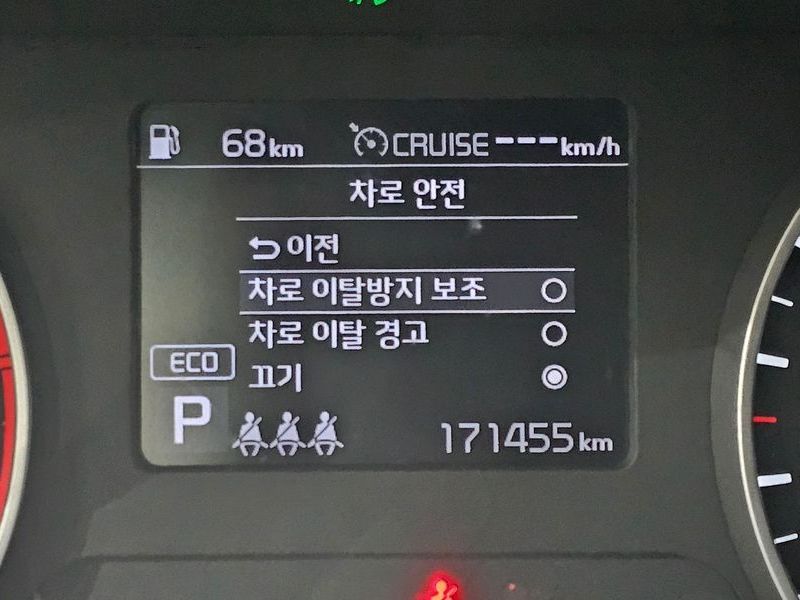 68km CRUISE---km/h
차로 안전
이전
차로 이탈방지 보조
차로 이탈 경고
끄기
ECO
P
171455km